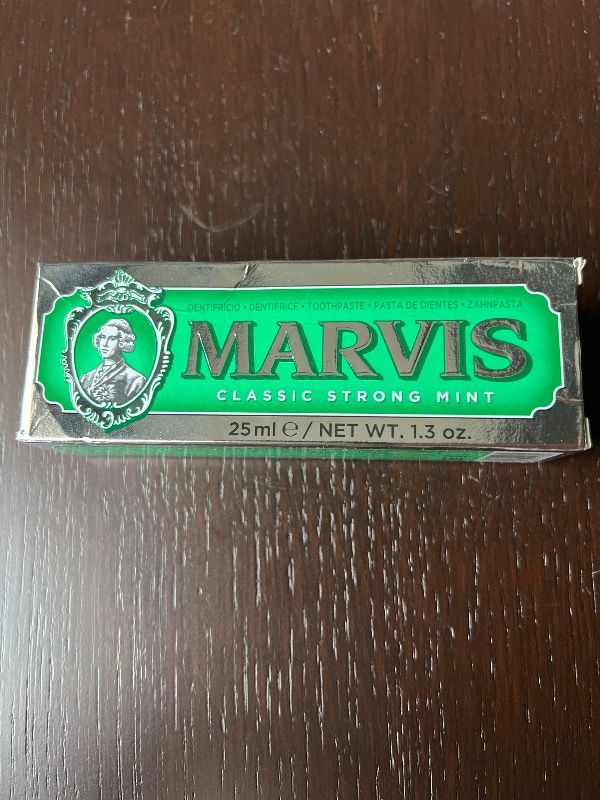 DENTIFRICIO • DENTIFRICE • TOOTHPASTE • PASTA DE DIENTES • ZAHNPASTA
MARVIS
CLASSIC STRONG MINT
25ml ℮ / NET WT. 1.3 oz.